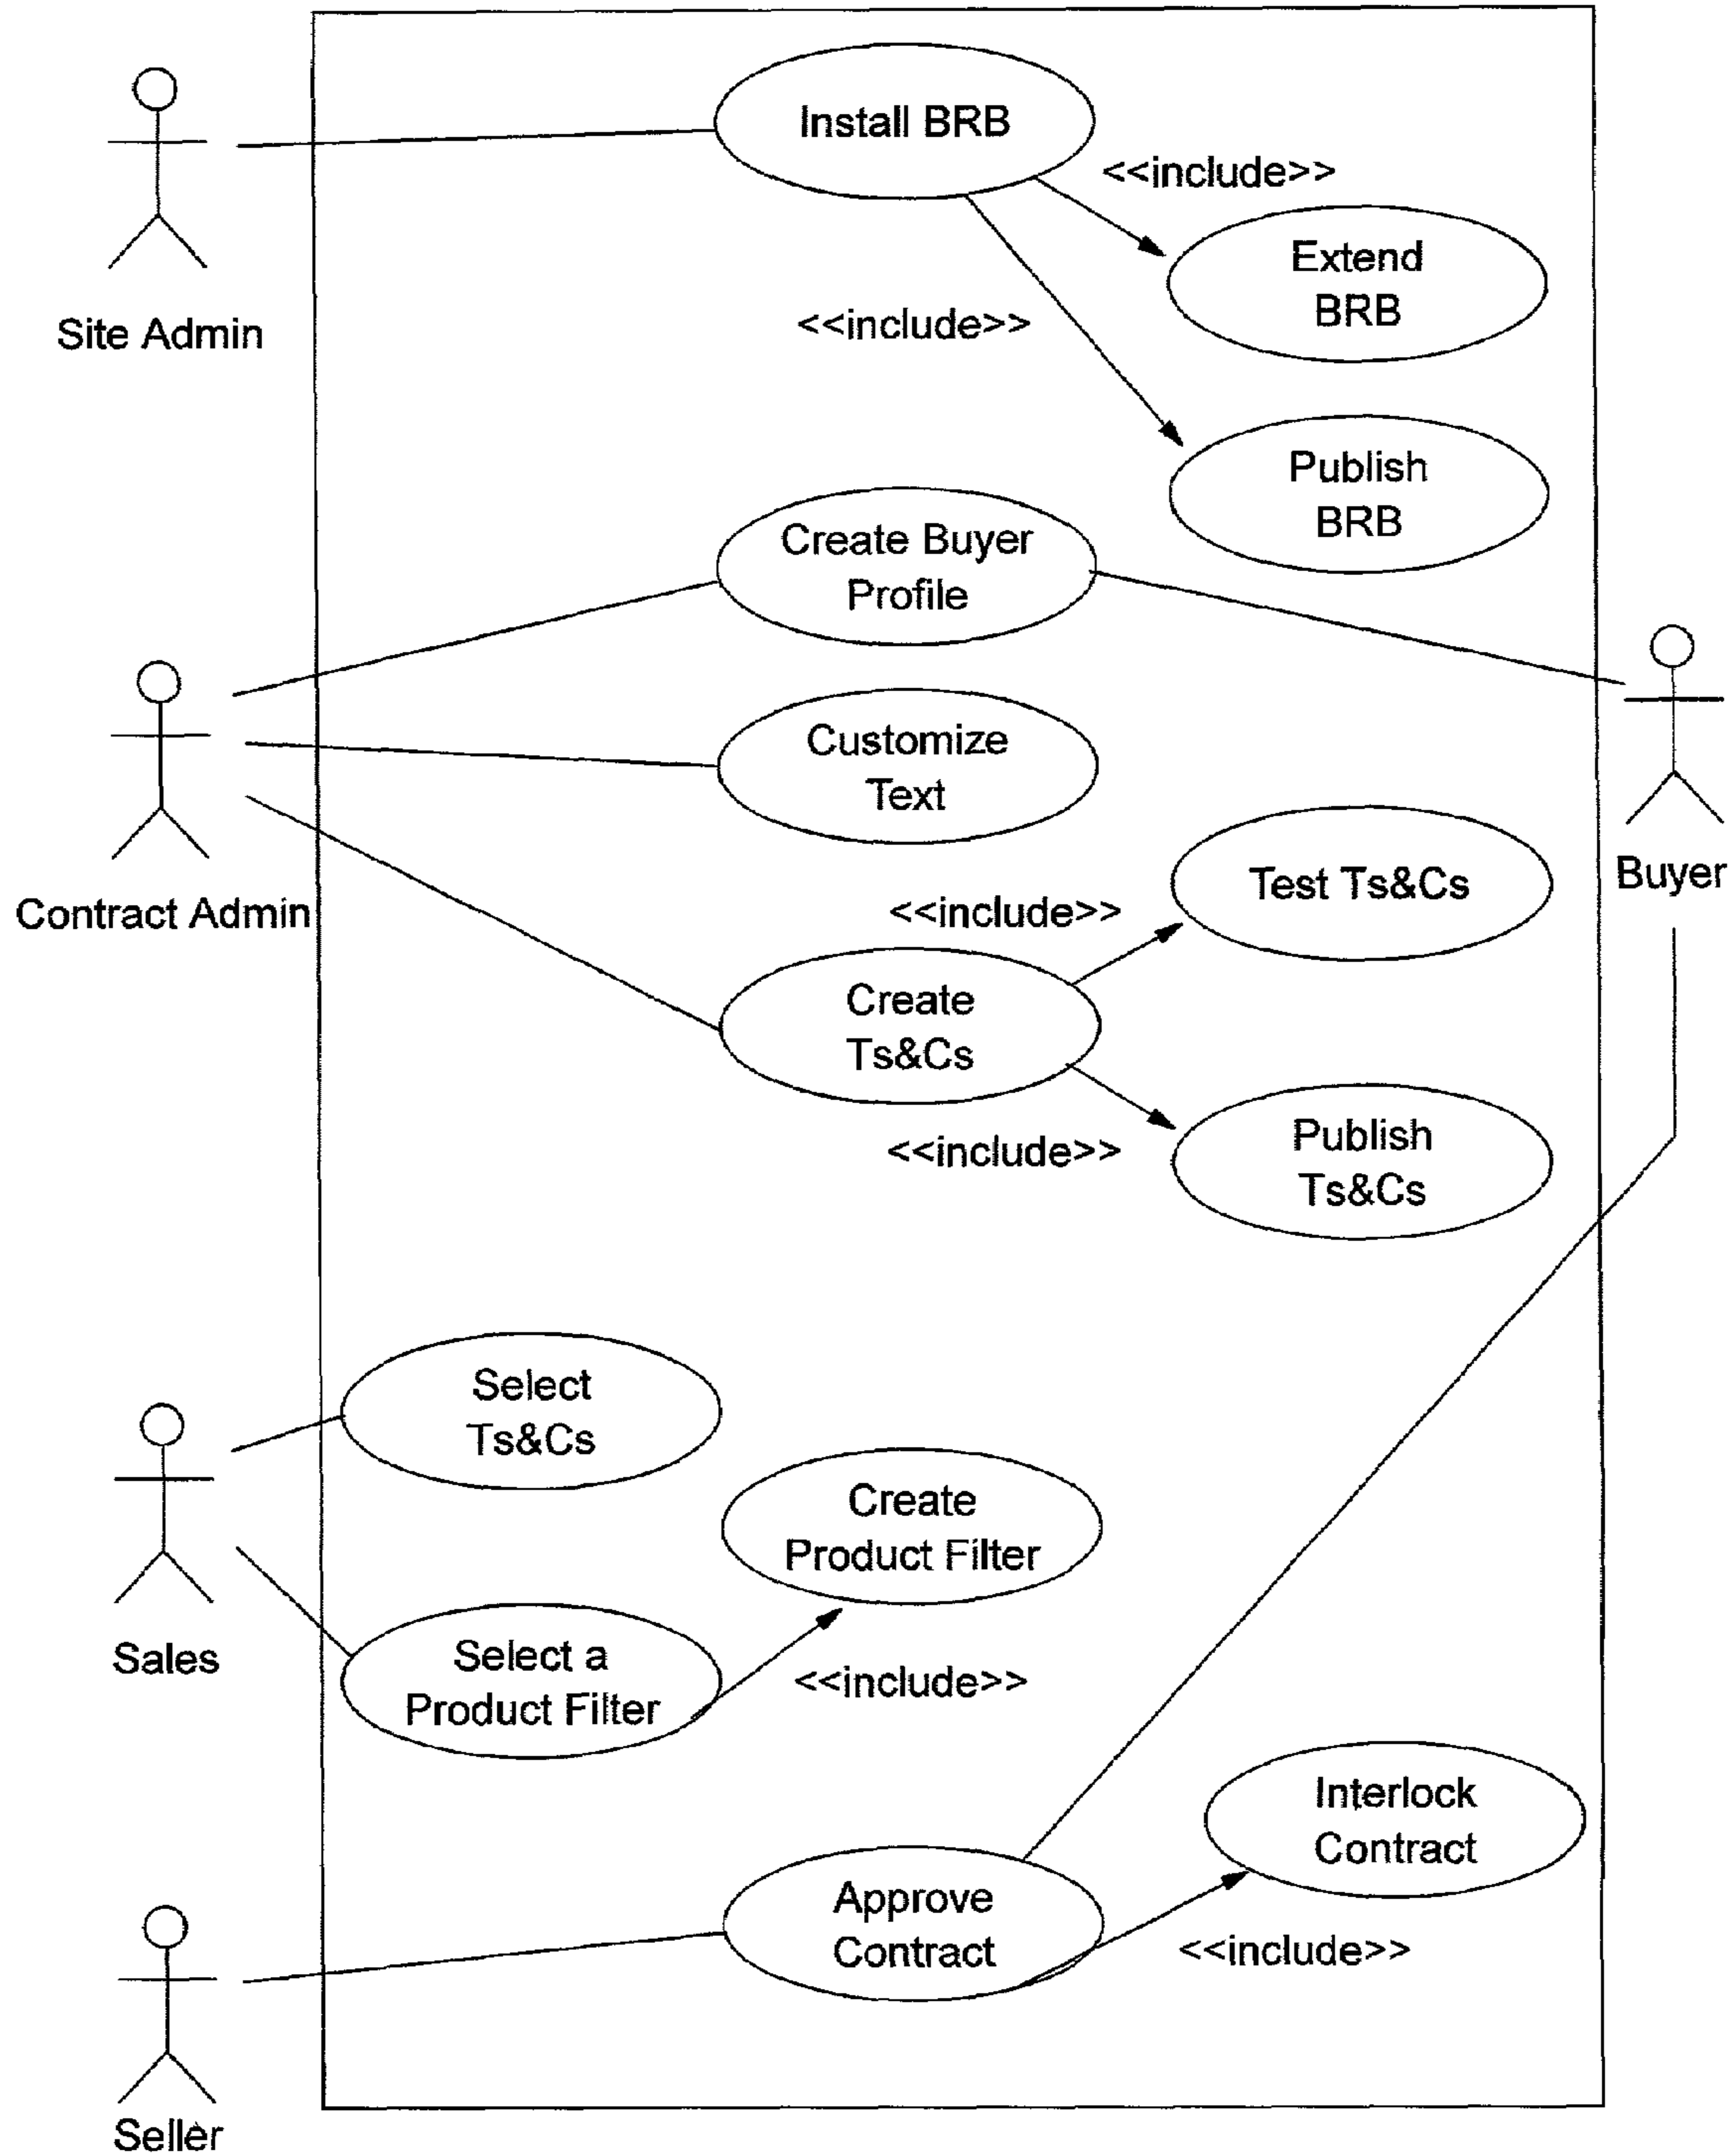 Install BRB
<<include>>
Extend
BRB
<<include>>
Site Admin
Publish
BRB
Create Buyer
Profile
Customize
Text
Buyer
Contract Admin
Test Ts&Cs
<<include>>
Create
Ts&Cs
<<include>>
Publish
Ts&Cs
Select
Ts&Cs
Create
Product Filter
Sales
Select a
Product Filter
<<include>>
Interlock
Contract
Approve
Contract
<<include>>
Seller